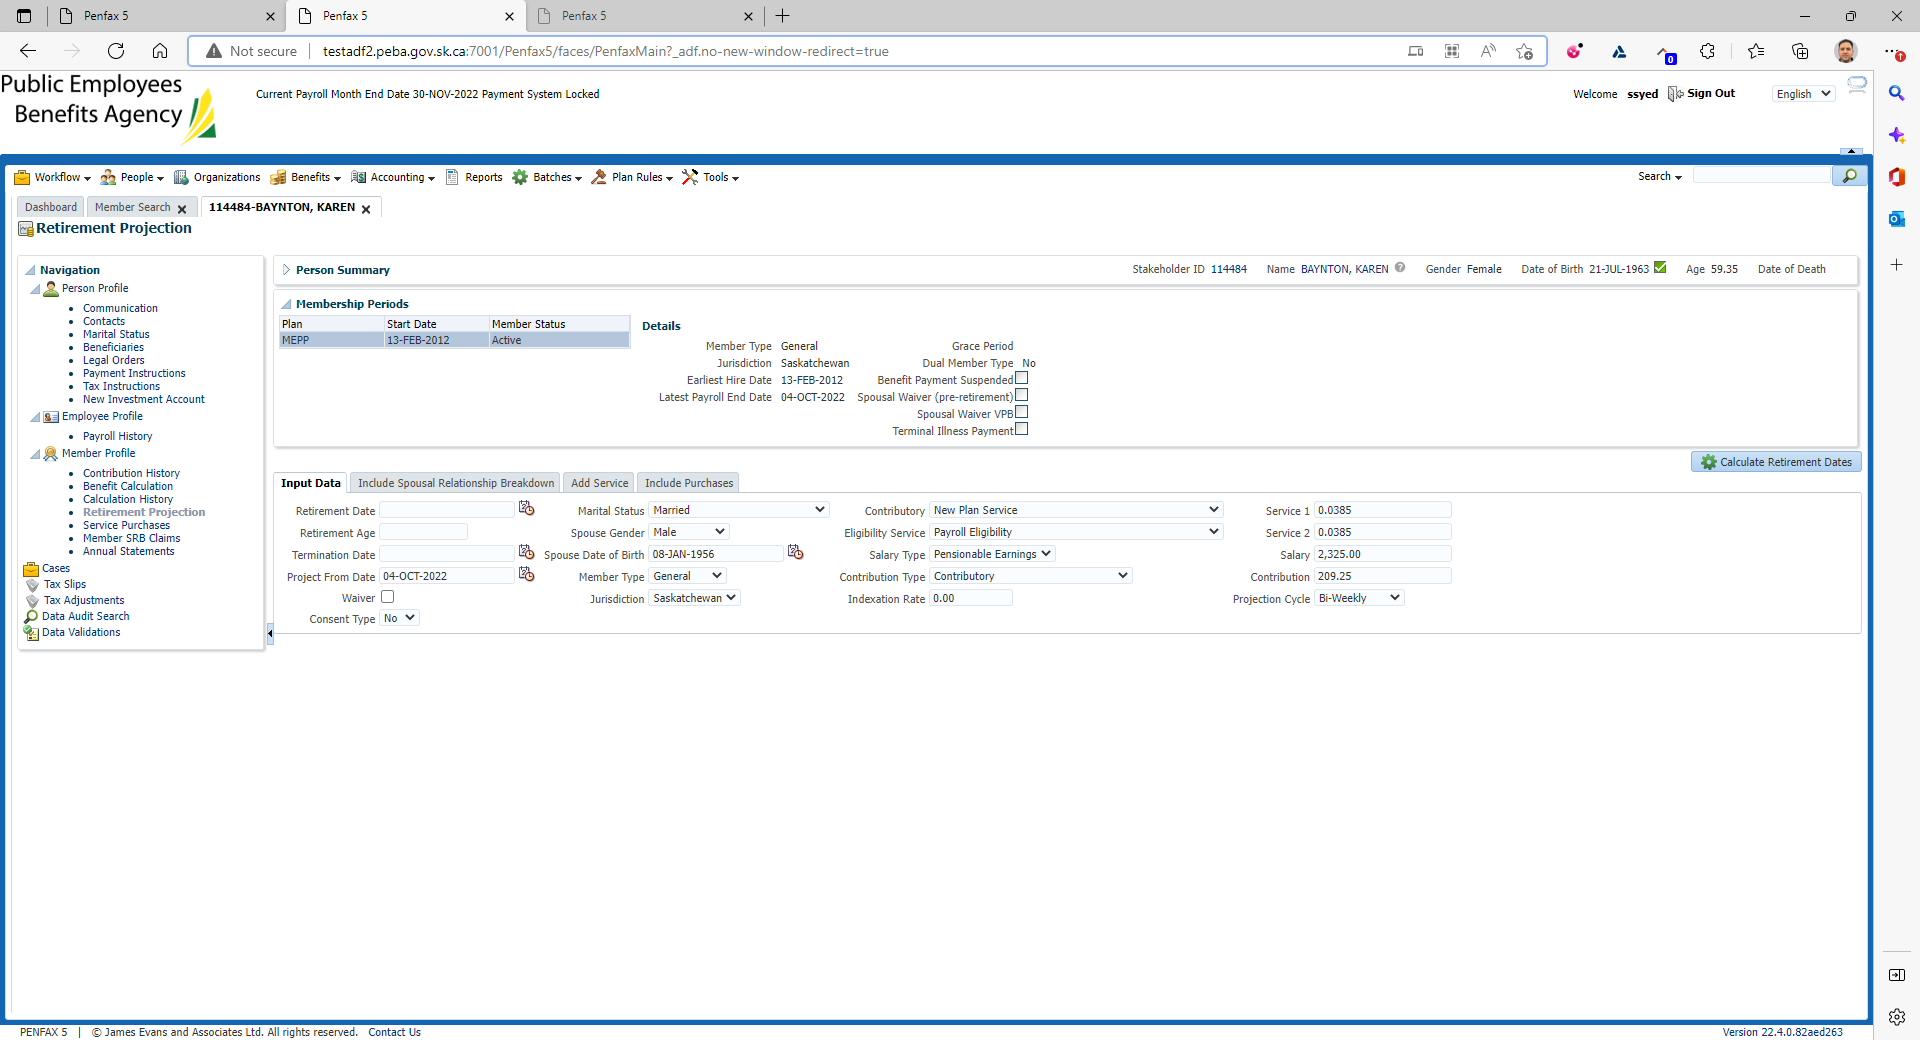 Penfax 5
Penfax 5
Penfax 5
Not secure
testadf2.peba.gov.sk.ca:7001/Penfax5/faces/PenfaxMain?_adf.no-new-window-redirect=true
0
Public Employees
Benefits Agency
Current Payroll Month End Date 30-NOV-2022 Payment System Locked
Welcome ssyed Sign Out English
Workflow People Organizations Benefits Accounting Reports Batches Plan Rules Tools Search
Dashboard Member Search 114484-BAYNTON, KAREN
Retirement Projection
Navigation
Person Profile
Communication
Contacts
Marital Status
Beneficiaries
Legal Orders
Payment Instructions
Tax Instructions
New Investment Account
Employee Profile
Payroll History
Member Profile
Contribution History
Benefit Calculation
Calculation History
Retirement Projection
Service Purchases
Member SRB Claims
Annual Statements
Cases
Tax Slips
Tax Adjustments
Data Audit Search
Data Validations
Person Summary Stakeholder ID 114484 Name BAYNTON, KAREN Gender Female Date of Birth 21-JUL-1963 Age 59.35 Date of Death
Membership Periods
Plan Start Date Member Status
MEPP 13-FEB-2012 Active
Details
Member Type General Grace Period
Jurisdiction Saskatchewan Dual Member Type No
Earliest Hire Date 13-FEB-2012 Benefit Payment Suspended
Latest Payroll End Date 04-OCT-2022 Spousal Waiver (pre-retirement)
Spousal Waiver VPB
Terminal Illness Payment
Calculate Retirement Dates
Input Data Include Spousal Relationship Breakdown Add Service Include Purchases
Retirement Date Marital Status Married Contributory New Plan Service Service 1 0.0385
Retirement Age Spouse Gender Male Eligibility Service Payroll Eligibility Service 2 0.0385
Termination Date Spouse Date of Birth 08-JAN-1956 Salary Type Pensionable Earnings Salary 2,325.00
Project From Date 04-OCT-2022 Member Type General Contribution Type Contributory Contribution 209.25
Waiver Jurisdiction Saskatchewan Indexation Rate 0.00 Projection Cycle Bi-Weekly
Consent Type No
PENFAX 5 | © James Evans and Associates Ltd. All rights reserved. Contact Us
Version 22.4.0.82aed263